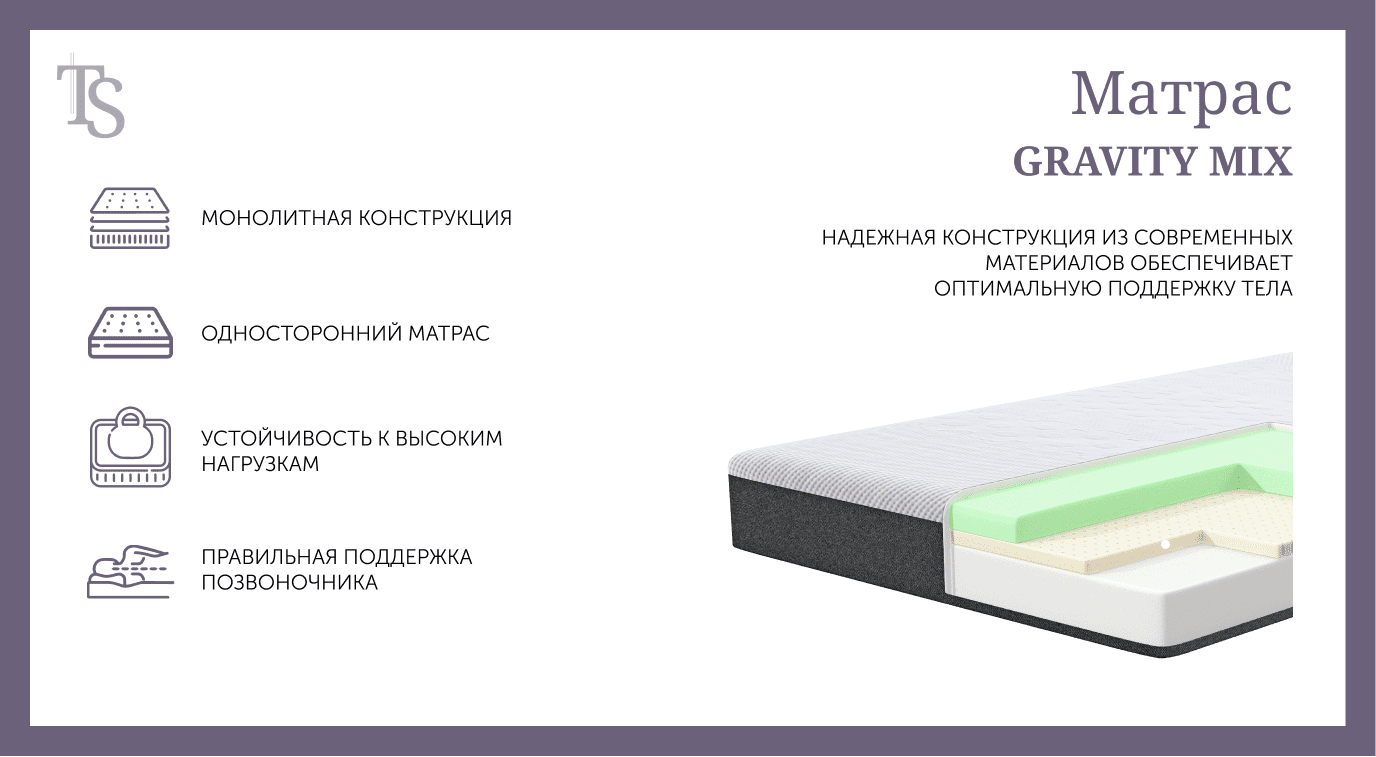 TS
Матрас
GRAVITY MIX
НАДЕЖНАЯ КОНСТРУКЦИЯ ИЗ СОВРЕМЕННЫХ
МАТЕРИАЛОВ ОБЕСПЕЧИВАЕТ
ОПТИМАЛЬНУЮ ПОДДЕРЖКУ ТЕЛА
МОНОЛИТНАЯ КОНСТРУКЦИЯ
ОДНОСТОРОННИЙ МАТРАС
УСТОЙЧИВОСТЬ К ВЫСОКИМ
НАГРУЗКАМ
ПРАВИЛЬНАЯ ПОДДЕРЖКА
ПОЗВОНОЧНИКА